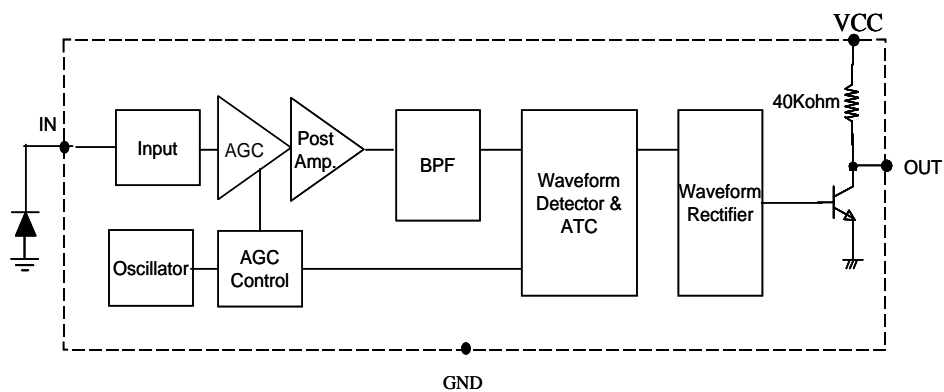 VCC
40Kohm
IN
Input
AGC
Post
Amp.
BPF
Waveform
Detector &
ATC
Waveform
Rectifier
OUT
Oscillator
AGC
Control
GND